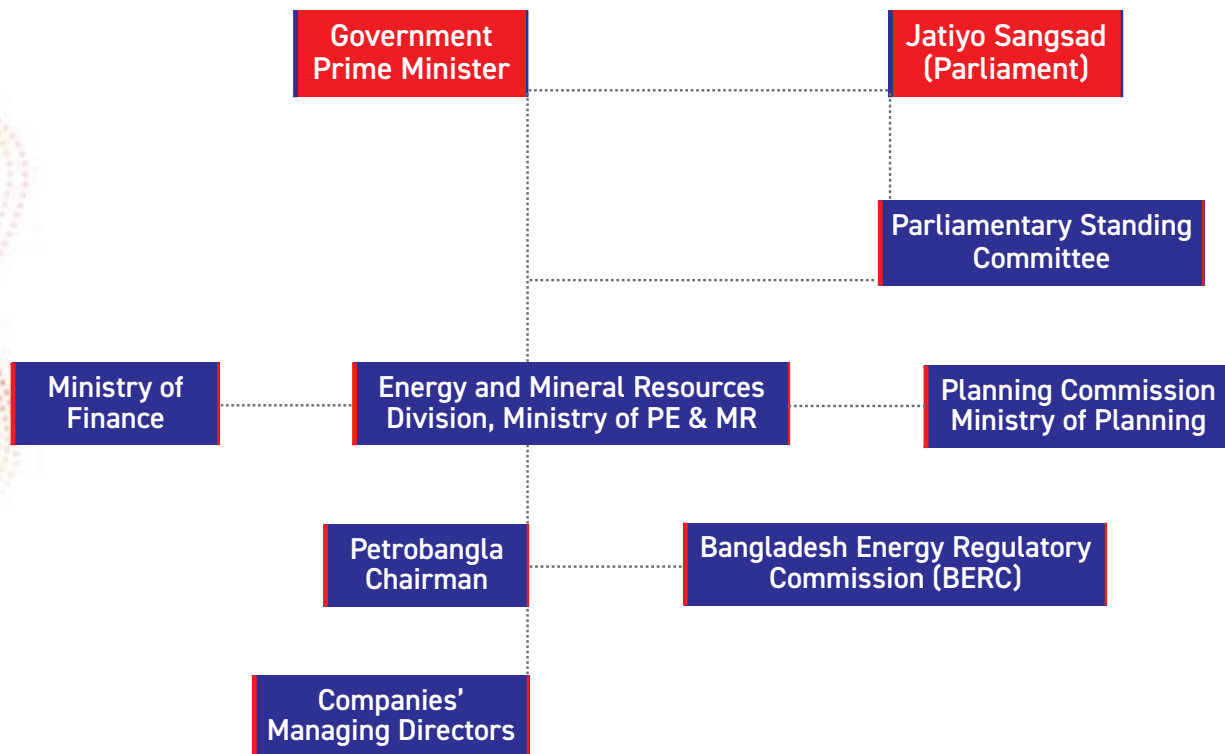 Government
Prime Minister
Jatiyo Sangsad
(Parliament)
Parliamentary Standing
Committee
Ministry of
Finance
Energy and Mineral Resources
Division, Ministry of PE & MR
Planning Commission
Ministry of Planning
Petrobangla
Chairman
Bangladesh Energy Regulatory
Commission (BERC)
Companies’
Managing Directors